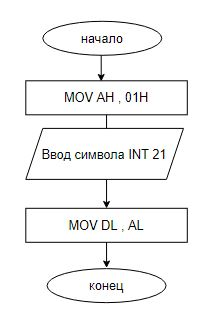 начало
MOV AH , 01H
Ввод символа INT 21
MOV DL , AL
конец